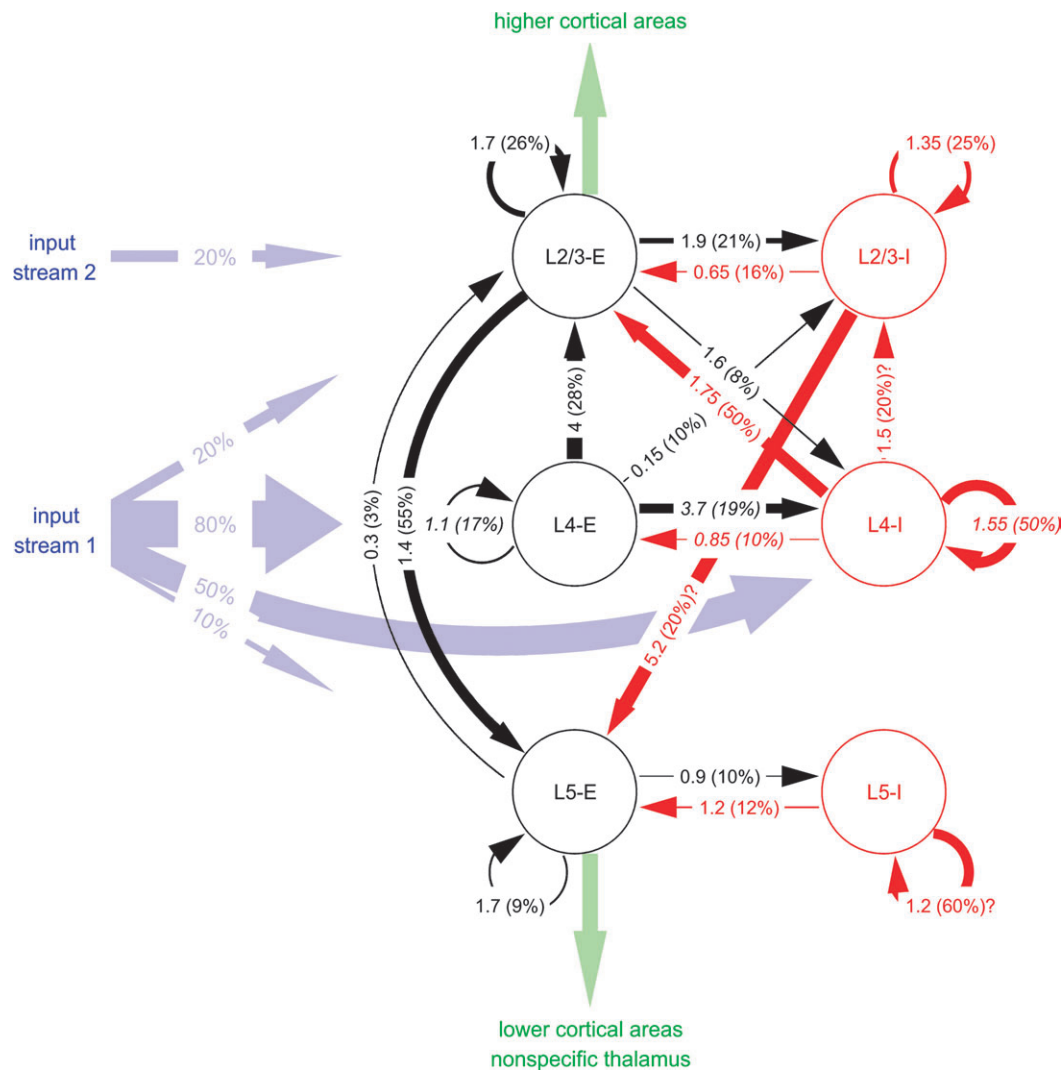 higher cortical areas
1.7 (26%)
1.35 (25%)
input
stream 2
20%
L2/3-E
1.9 (21%)
0.65 (16%)
L2/3-I
1.6 (8%)
1.75 (50%)
1.5 (20%)?
4 (28%)
0.15 (10%)
20%
input
stream 1
80%
50%
10%
0.3 (3%)
1.4 (55%)
1.1 (17%)
L4-E
3.7 (19%)
0.85 (10%)
L4-I
1.55 (50%)
5.2 (20%)?
L5-E
0.9 (10%)
1.2 (12%)
L5-I
1.7 (9%)
1.2 (60%)?
lower cortical areas
nonspecific thalamus